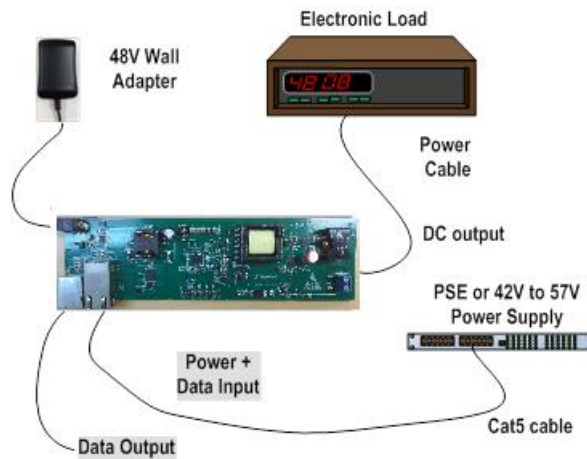 Electronic Load
48V Wall
Adapter
Power
Cable
DC output
PSE or 42V to 57V
Power Supply
Power +
Data Input
Cat5 cable
Data Output